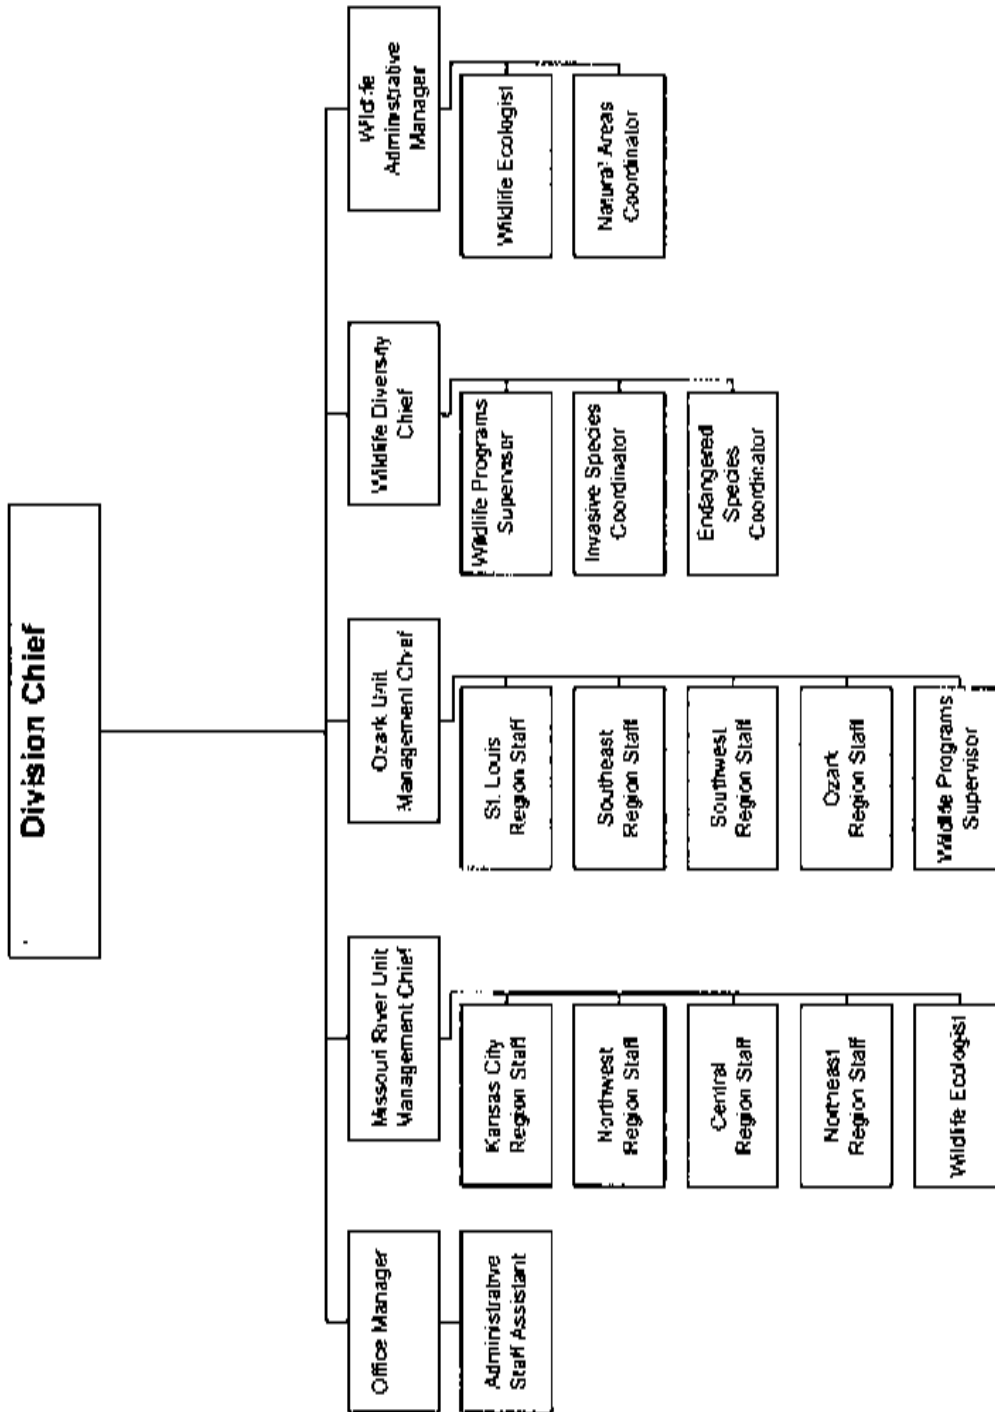 Division Chief
Office Manager
Missouri River Unit
Management Chief
Ozark Unit
Management Chief
Wildlife Diversity
Chief
Wildlife
Administrative
Manager
Administrative
Staff Assistant
Kansas City
Region Staff
Northwest
Region Staff
Central
Region Staff
Northeast
Region Staff
Wildlife Ecologist
St. Louis
Region Staff
Southeast
Region Staff
Southwest
Region Staff
Ozark
Region Staff
Wildlife Programs
Supervisor
Wildlife Programs
Supervisor
Invasive Species
Coordinator
Endangered
Species
Coordinator
Wildlife Ecologist
Natural Areas
Coordinator